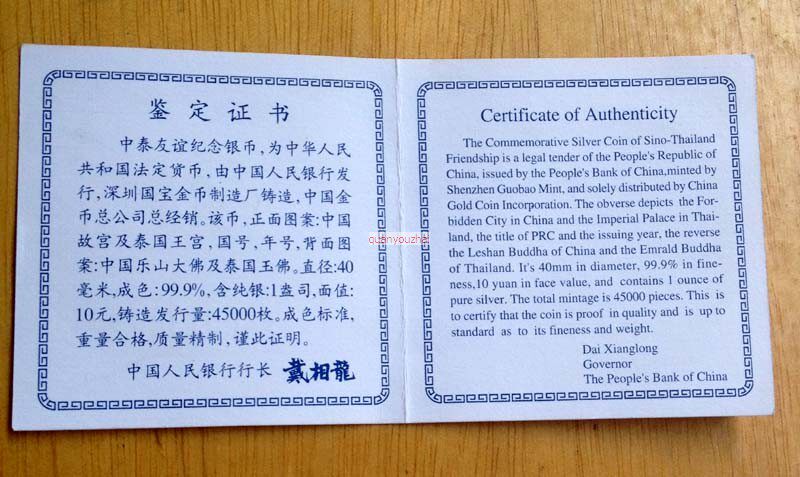 鉴定证书
中泰友谊纪念银币,为中华人民
共和国法定货币,由中国人民银行发
行,深圳国宝金币制造厂铸造,中国金
币总公司总经销。该币,正面图案:中国
故宫及泰国王宫,国号,年号,背面图
案:中国乐山大佛及泰国玉佛。直径:40
毫米,成色:99.9%,含纯银:1盎司,面值:
10元,铸造发行量:45000枚。成色标准,
重量合格,质量精制,谨此证明。
中国人民银行行长 戴相龍
Certificate of Authenticity
The Commemorative Silver Coin of Sino-Thailand
Friendship is a legal tender of the People's Republic of
China, issued by the People's Bank of China,minted by
Shenzhen Guobao Mint, and solely distributed by China
Gold Coin Incorporation. The obverse depicts the For-
bidden City in China and the Imperial Palace in Thai-
land, the title of PRC and the issuing year, the reverse
the Leshan Buddha of China and the Emrald Buddha
of Thailand. It's 40mm in diameter, 99.9% in fine-
ness,10 yuan in face value, and contains 1 ounce of
pure silver. The total mintage is 45000 pieces. This is
to certify that the coin is proof in quality and is up to
standard as to its fineness and weight.
Dai Xianglong
Governor
The People's Bank of China
quanyouzhai